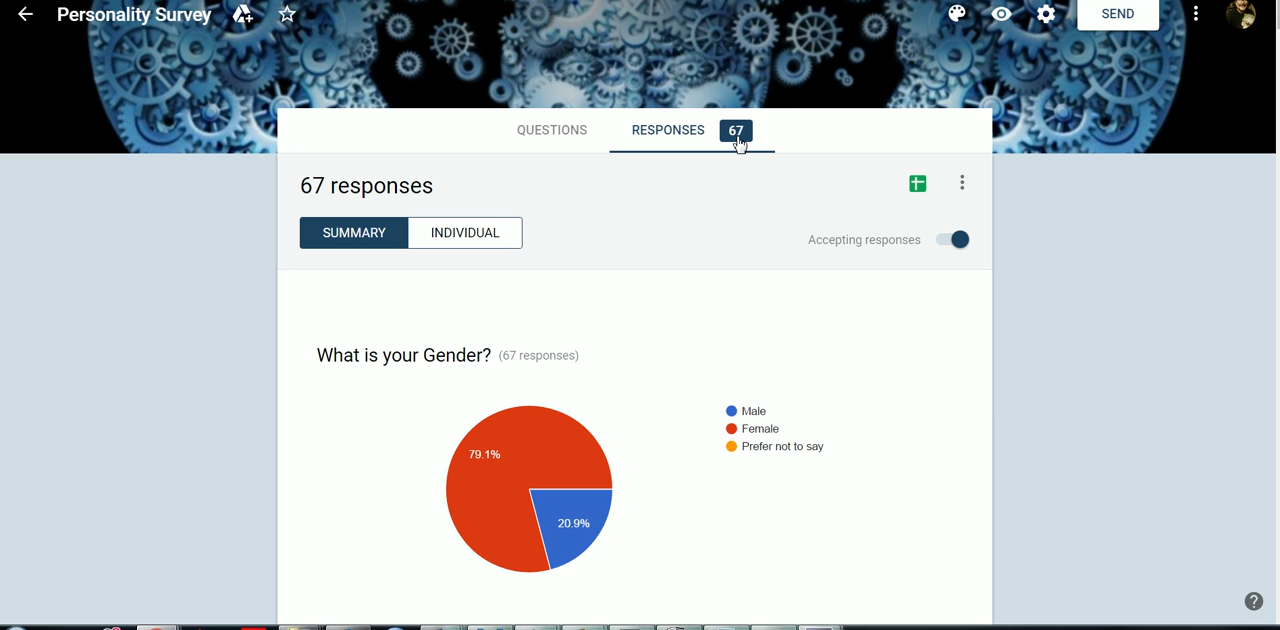 Personality Survey
SEND
QUESTIONS
RESPONSES 67
67 responses
SUMMARY
INDIVIDUAL
Accepting responses
What is your Gender? (67 responses)
Male
Female
Prefer not to say
79.1%
20.9%
?